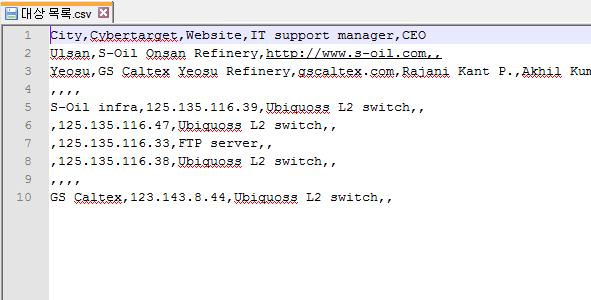 대상 목록.csv
1 City,Cybertarget,Website,IT support manager,CEO
2 Ulsan,S-Oil Onsan Refinery,http://www.s-oil.com,,
3 Yeosu,GS Caltex Yeosu Refinery,gscaltex.com,Rajani Kant P.,Akhil Kum
4 ,,,,
5 S-Oil infra,125.135.116.39,Ubiquoss L2 switch,,
6 ,125.135.116.47,Ubiquoss L2 switch,,
7 ,125.135.116.33,FTP server,,
8 ,125.135.116.38,Ubiquoss L2 switch,,
9 ,,,,
10 GS Caltex,123.143.8.44,Ubiquoss L2 switch,,